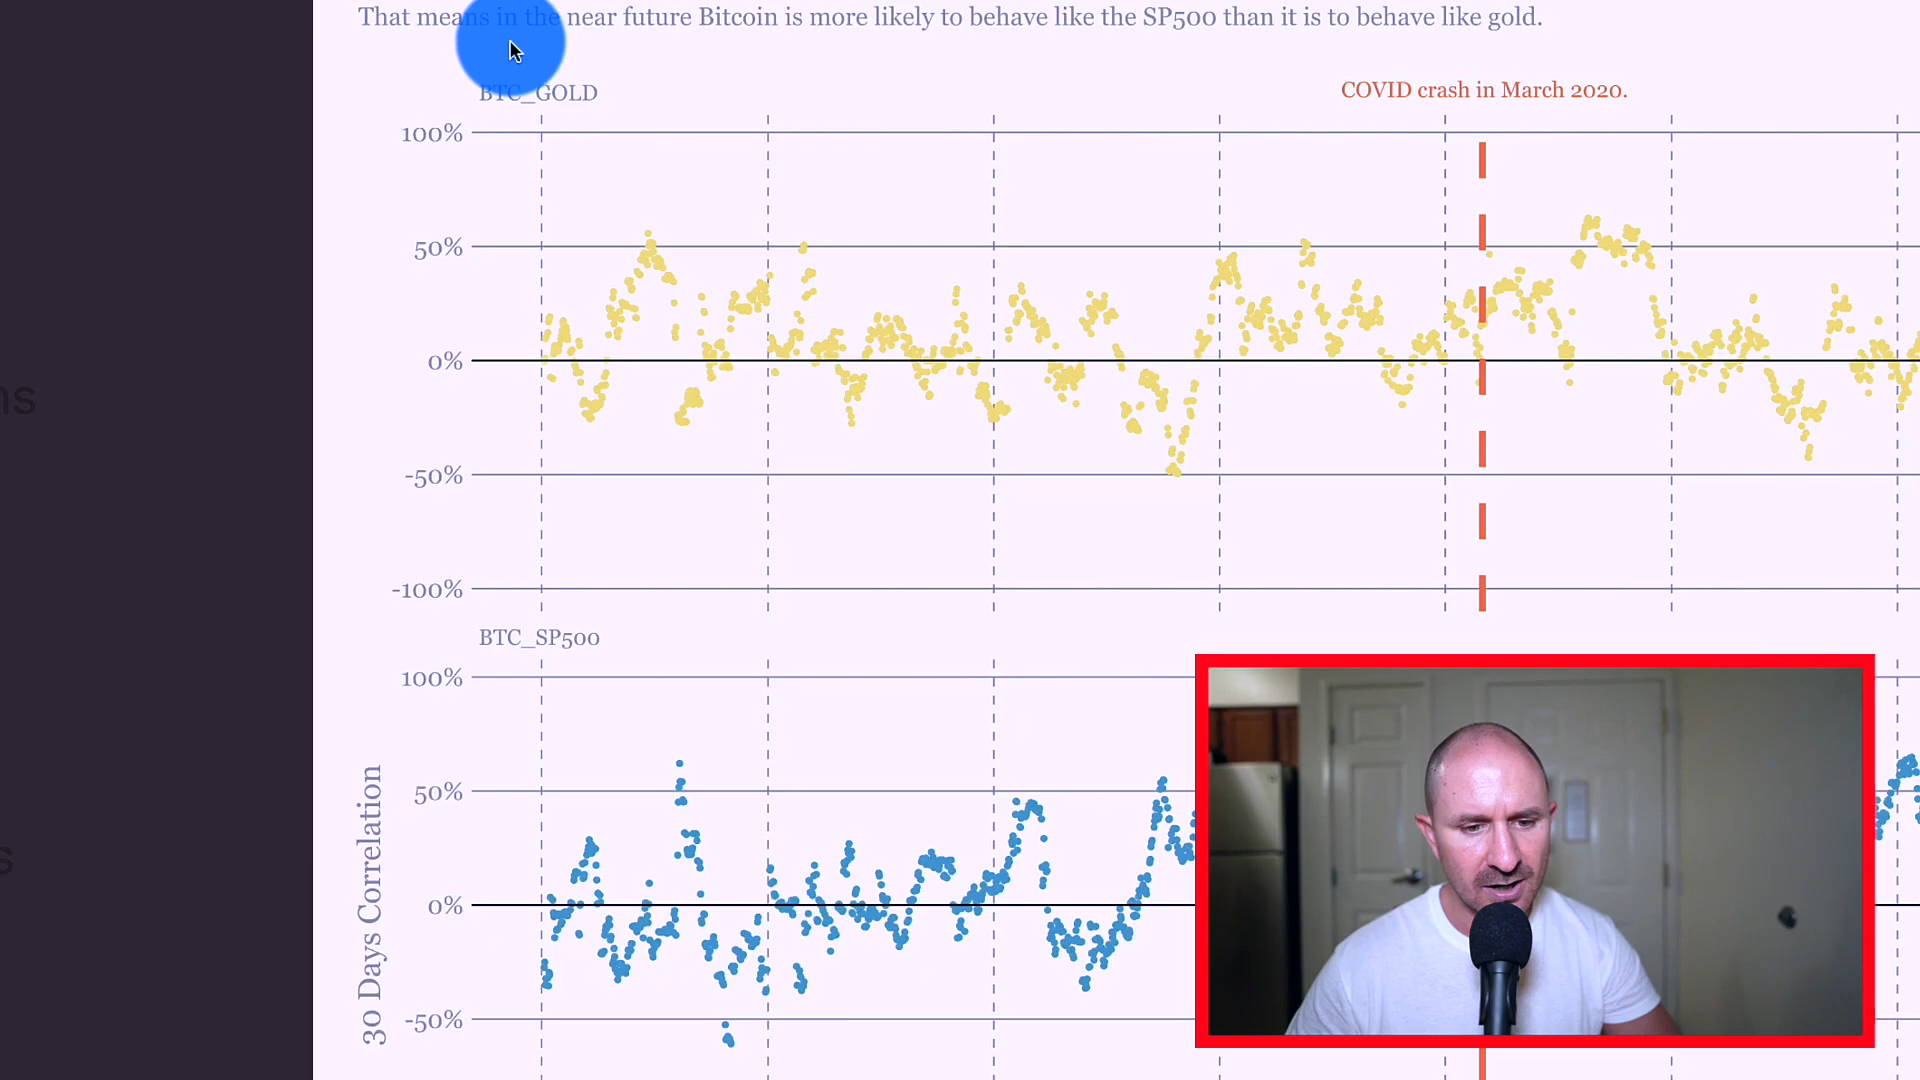 That means in the near future Bitcoin is more likely to behave like the SP500 than it is to behave like gold.
BTC_GOLD
COVID crash in March 2020.
100%
50%
0%
-50%
-100%
BTC_SP500
100%
50%
0%
-50%
30 Days Correlation
ns
s